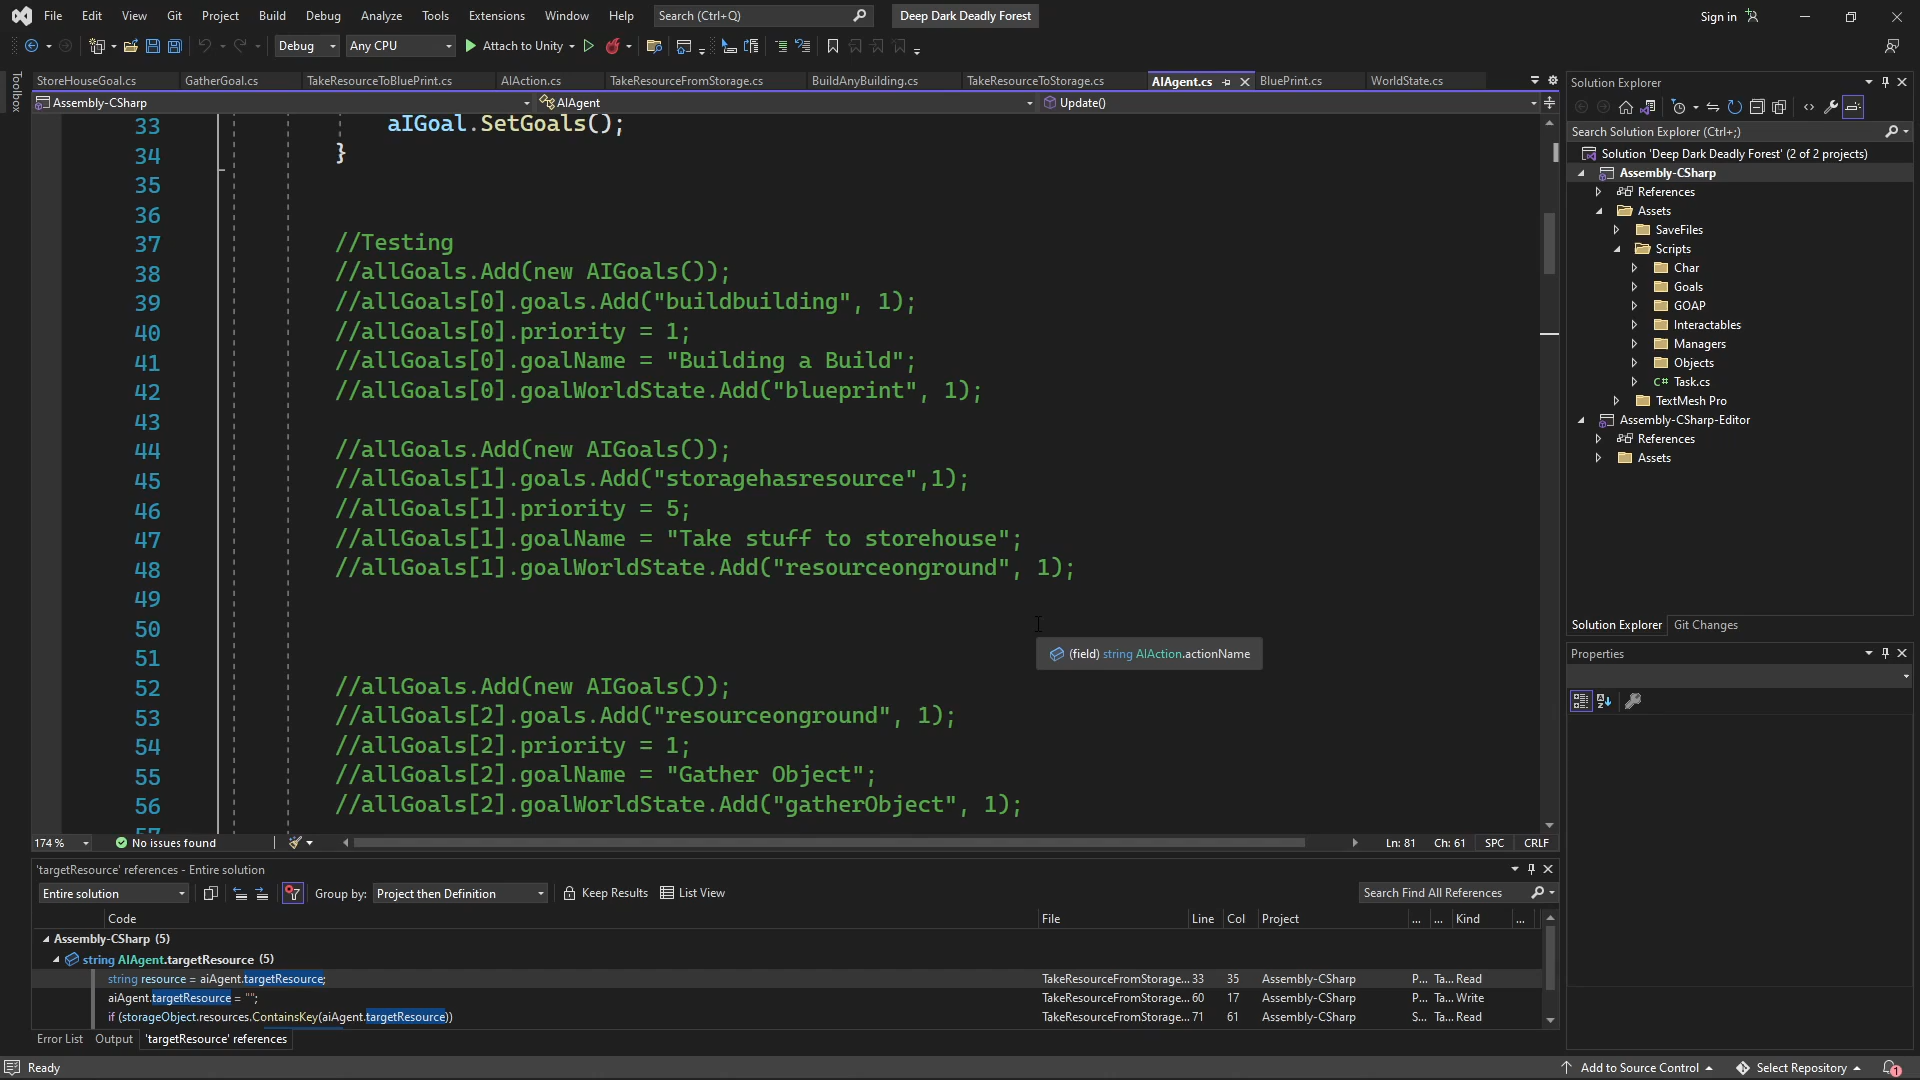 File Edit View Git Project Build Debug Analyze Tools Extensions Window Help Search (Ctrl+Q) Deep Dark Deadly Forest Sign in
Debug Any CPU Attach to Unity
Toolbox
StoreHouseGoal.cs GatherGoal.cs TakeResourceToBluePrint.cs AIAction.cs TakeResourceFromStorage.cs BuildAnyBuilding.cs TakeResourceToStorage.cs AIAgent.cs BluePrint.cs WorldState.cs
Assembly-CSharp AIAgent Update()
33 aIGoal.SetGoals();
34 }
35
36
37 //Testing
38 //allGoals.Add(new AIGoals());
39 //allGoals[0].goals.Add("buildbuilding", 1);
40 //allGoals[0].priority = 1;
41 //allGoals[0].goalName = "Building a Build";
42 //allGoals[0].goalWorldState.Add("blueprint", 1);
43
44 //allGoals.Add(new AIGoals());
45 //allGoals[1].goals.Add("storagehasresource",1);
46 //allGoals[1].priority = 5;
47 //allGoals[1].goalName = "Take stuff to storehouse";
48 //allGoals[1].goalWorldState.Add("resourceonground", 1);
49
50
51
(field) string AIAction.actionName
52 //allGoals.Add(new AIGoals());
53 //allGoals[2].goals.Add("resourceonground", 1);
54 //allGoals[2].priority = 1;
55 //allGoals[2].goalName = "Gather Object";
56 //allGoals[2].goalWorldState.Add("gatherObject", 1);
57
174 % No issues found Ln: 81 Ch: 61 SPC CRLF
'targetResource' references - Entire solution
Entire solution Group by: Project then Definition Keep Results List View Search Find All References
Code File Line Col Project ... ... Kind ...
Assembly-CSharp (5)
string AIAgent.targetResource (5)
string resource = aiAgent.targetResource; TakeResourceFromStorage... 33 35 Assembly-CSharp P... Ta... Read
aiAgent.targetResource = ""; TakeResourceFromStorage... 60 17 Assembly-CSharp P... Ta... Write
if (storageObject.resources.ContainsKey(aiAgent.targetResource)) TakeResourceFromStorage... 71 61 Assembly-CSharp S... Ta... Read
Error List Output 'targetResource' references
Solution Explorer
Search Solution Explorer (Ctrl+;)
Solution 'Deep Dark Deadly Forest' (2 of 2 projects)
Assembly-CSharp
References
Assets
SaveFiles
Scripts
Char
Goals
GOAP
Interactables
Managers
Objects
C# Task.cs
TextMesh Pro
Assembly-CSharp-Editor
References
Assets
Solution Explorer Git Changes
Properties
Ready Add to Source Control Select Repository 1